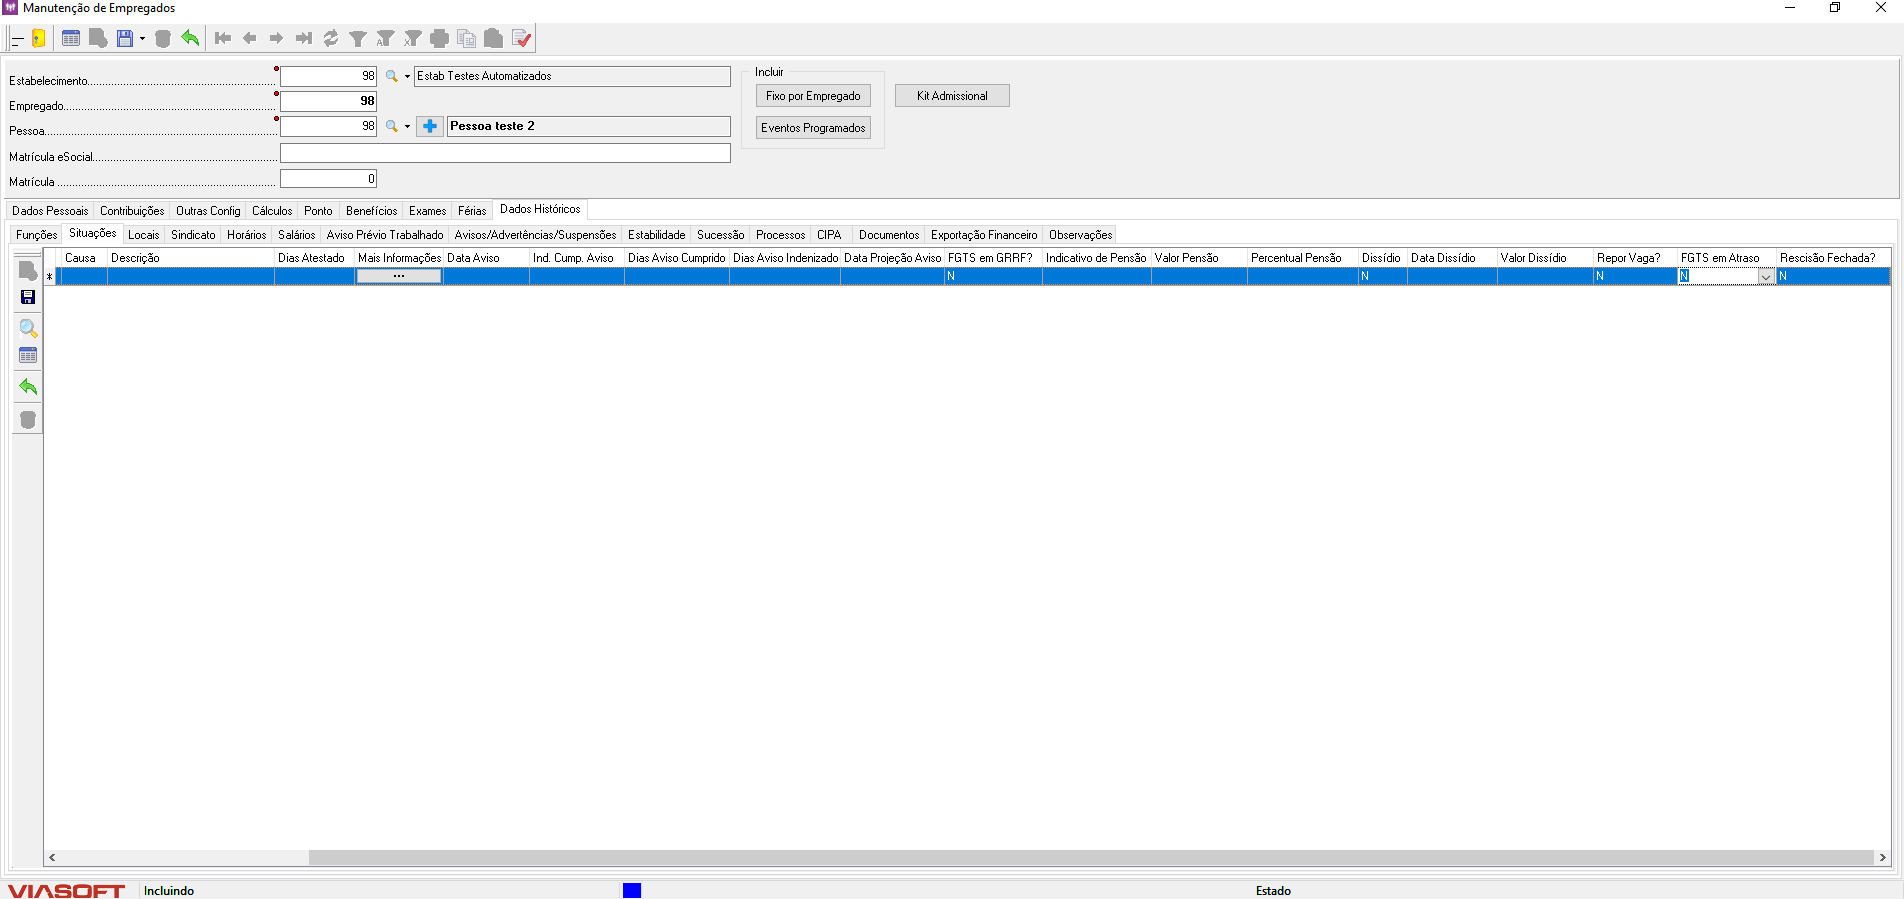 Manutenção de Empregados
Estabelecimento 98 Estab Testes Automatizados
Empregado 98
Pessoa 98 Pessoa teste 2
Matrícula eSocial
Matrícula 0
Incluir
Fixo por Empregado
Eventos Programados
Kit Admissional
Dados Pessoais Contribuições Outras Config Cálculos Ponto Benefícios Exames Férias Dados Históricos
Funções Situações Locais Sindicato Horários Salários Aviso Prévio Trabalhado Avisos/Advertências/Suspensões Estabilidade Sucessão Processos CIPA Documentos Exportação Financeiro Observações
Causa Descrição Dias Atestado Mais Informações Data Aviso Ind. Cump. Aviso Dias Aviso Cumprido Dias Aviso Indenizado Data Projeção Aviso FGTS em GRRF? Indicativo de Pensão Valor Pensão Percentual Pensão Dissídio Data Dissídio Valor Dissídio Repor Vaga? FGTS em Atraso Rescisão Fechada?
* ... N N N N N
VIASOFT Incluindo Estado